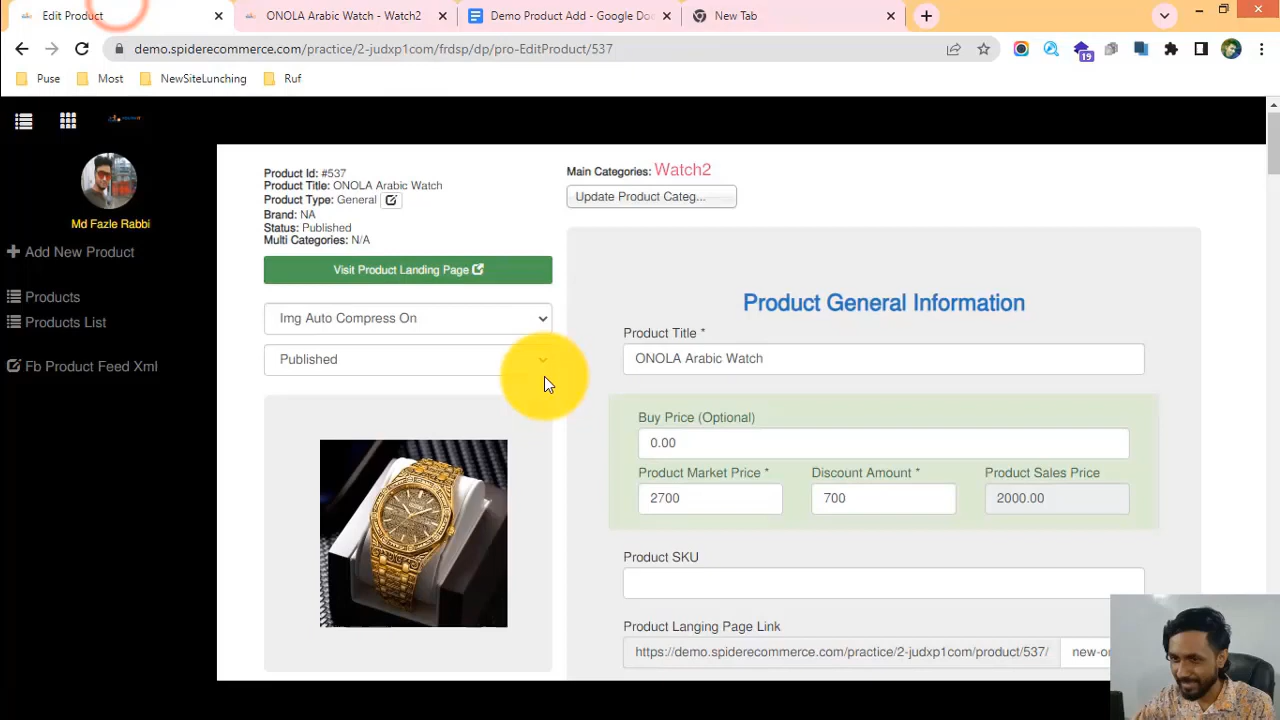 Edit Product
ONOLA Arabic Watch - Watch2
Demo Product Add - Google Do
New Tab
demo.spiderecommerce.com/practice/2-judxp1com/frdsp/dp/pro-EditProduct/537
19
Puse
Most
NewSiteLunching
Ruf
Md Fazle Rabbi
Add New Product
Products
Products List
Fb Product Feed Xml
Product Id: #537
Product Title: ONOLA Arabic Watch
Product Type: General
Brand: NA
Status: Published
Multi Categories: N/A
Visit Product Landing Page
Img Auto Compress On
Published
Main Categories: Watch2
Update Product Categ...
Product General Information
Product Title *
ONOLA Arabic Watch
Buy Price (Optional)
0.00
Product Market Price *
Discount Amount *
Product Sales Price
2700
700
2000.00
Product SKU
Product Langing Page Link
https://demo.spiderecommerce.com/practice/2-judxp1com/product/537/
new-on